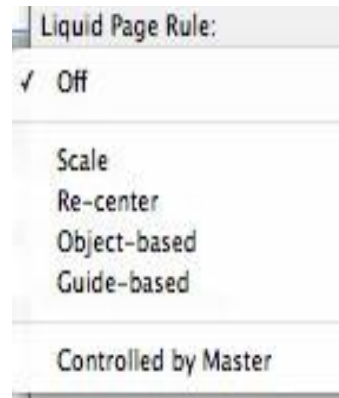 Liquid Page Rule:
✓ Off
Scale
Re-center
Object-based
Guide-based
Controlled by Master